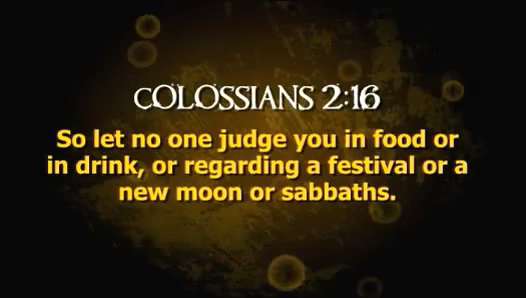 COLOSSIANS 2:16
So let no one judge you in food or
in drink, or regarding a festival or a
new moon or sabbaths.